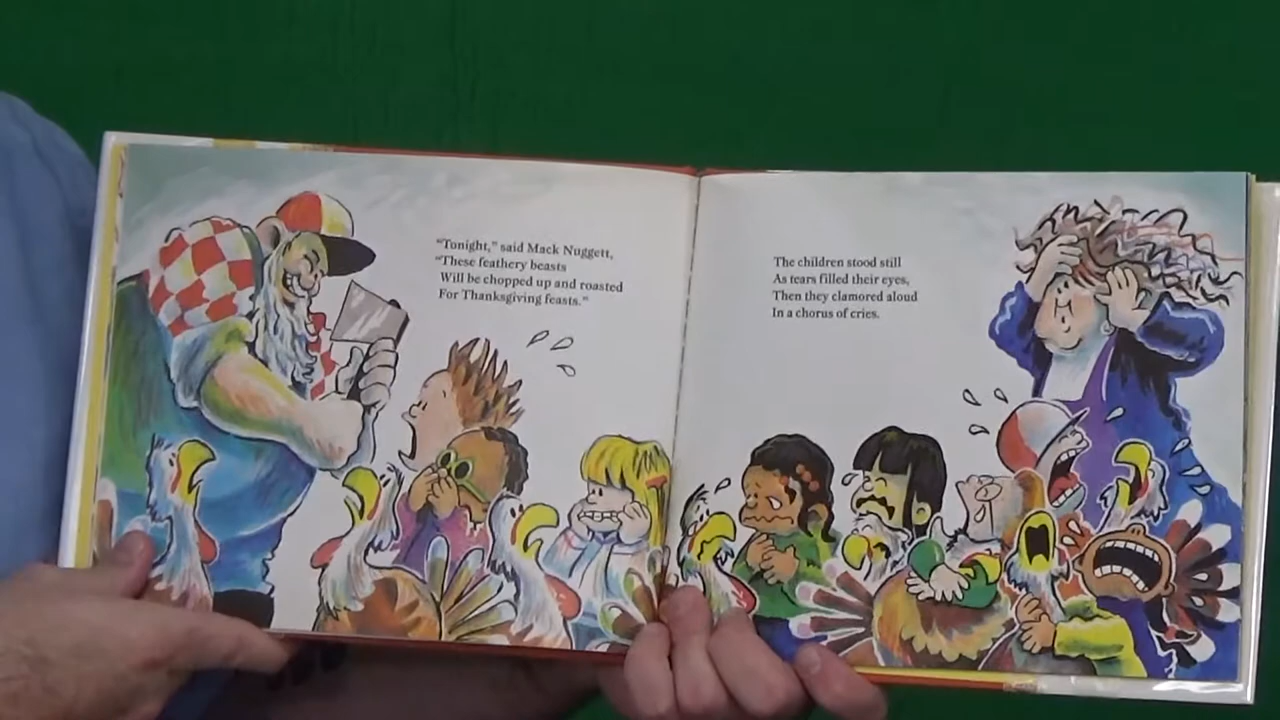 “Tonight,” said Mack Nuggett,
“These feathery beasts
Will be chopped up and roasted
For Thanksgiving feasts.”
The children stood still
As tears filled their eyes,
Then they clamored aloud
In a chorus of cries.